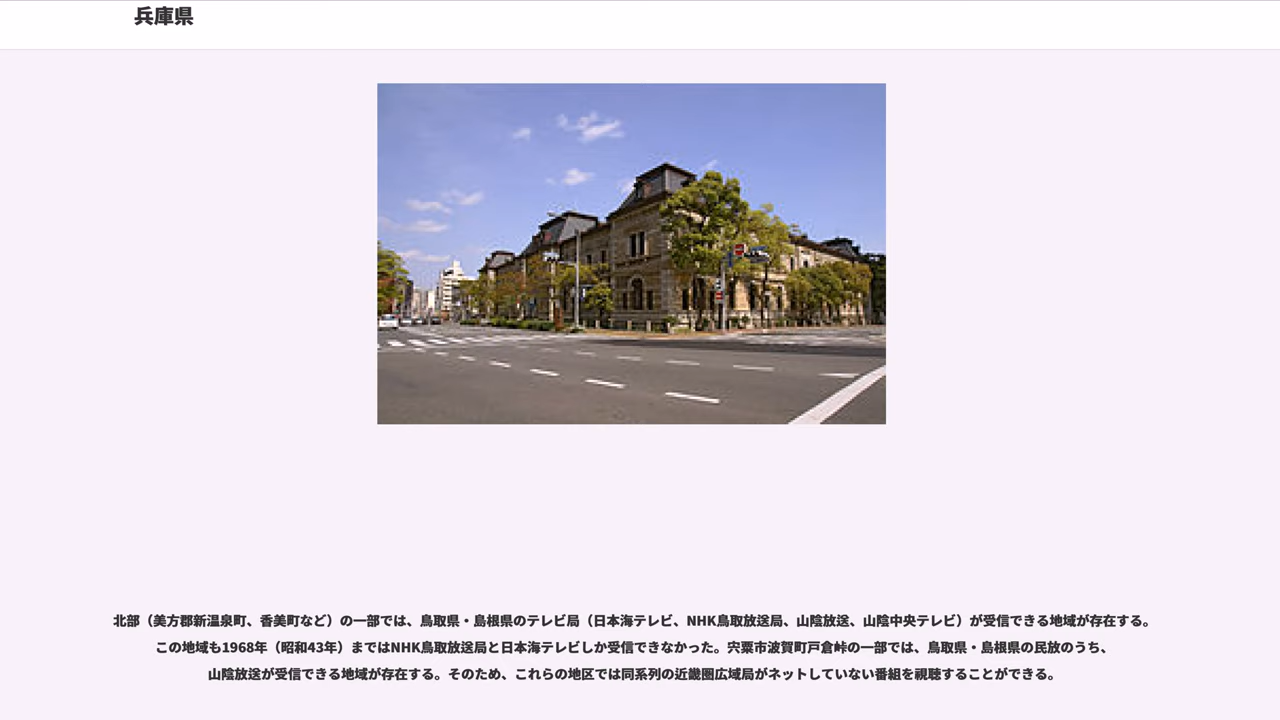 兵庫県
北部（美方郡新温泉町、香美町など）の一部では、鳥取県・島根県のテレビ局（日本海テレビ、NHK鳥取放送局、山陰放送、山陰中央テレビ）が受信できる地域が存在する。
この地域も1968年（昭和43年）まではNHK鳥取放送局と日本海テレビしか受信できなかった。宍粟市波賀町戸倉峠の一部では、鳥取県・島根県の民放のうち、
山陰放送が受信できる地域が存在する。そのため、これらの地区では同系列の近畿圏広域局がネットしていない番組を視聴することができる。